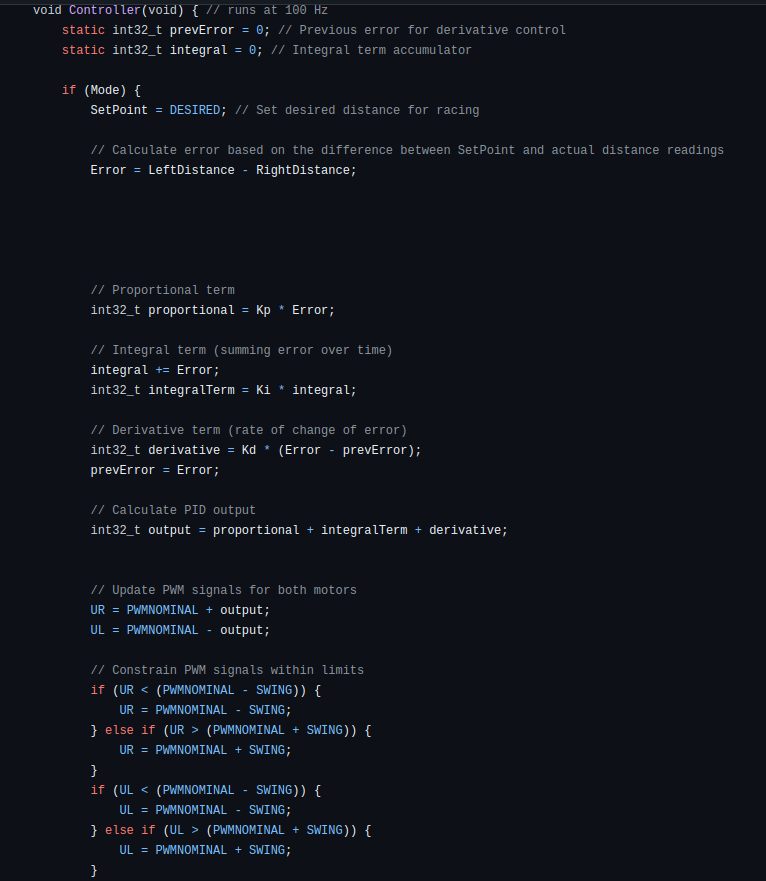 void Controller(void) { // runs at 100 Hz
    static int32_t prevError = 0; // Previous error for derivative control
    static int32_t integral = 0; // Integral term accumulator
    if (Mode) {
        SetPoint = DESIRED; // Set desired distance for racing
        // Calculate error based on the difference between SetPoint and actual distance readings
        Error = LeftDistance - RightDistance;
        // Proportional term
        int32_t proportional = Kp * Error;
        // Integral term (summing error over time)
        integral += Error;
        int32_t integralTerm = Ki * integral;
        // Derivative term (rate of change of error)
        int32_t derivative = Kd * (Error - prevError);
        prevError = Error;
        // Calculate PID output
        int32_t output = proportional + integralTerm + derivative;
        // Update PWM signals for both motors
        UR = PWMNOMINAL + output;
        UL = PWMNOMINAL - output;
        // Constrain PWM signals within limits
        if (UR < (PWMNOMINAL - SWING)) {
            UR = PWMNOMINAL - SWING;
        } else if (UR > (PWMNOMINAL + SWING)) {
            UR = PWMNOMINAL + SWING;
        }
        if (UL < (PWMNOMINAL - SWING)) {
            UL = PWMNOMINAL - SWING;
        } else if (UL > (PWMNOMINAL + SWING)) {
            UL = PWMNOMINAL + SWING;
        }